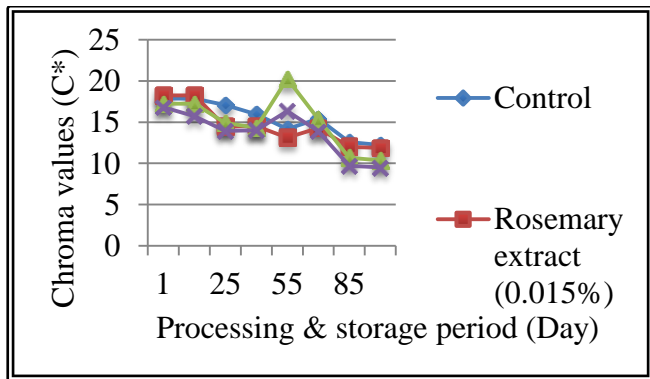 Chroma values (C*)
25
20
15
10
5
0
1 25 55 85
Processing & storage period (Day)
Control
Rosemary
extract
(0.015%)